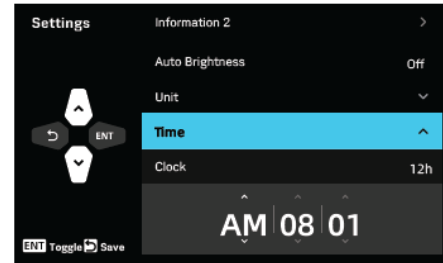 Settings
Information 2
Auto Brightness Off
Unit
Time
Clock 12h
ENT
AM 08 01
ENT Toggle Save